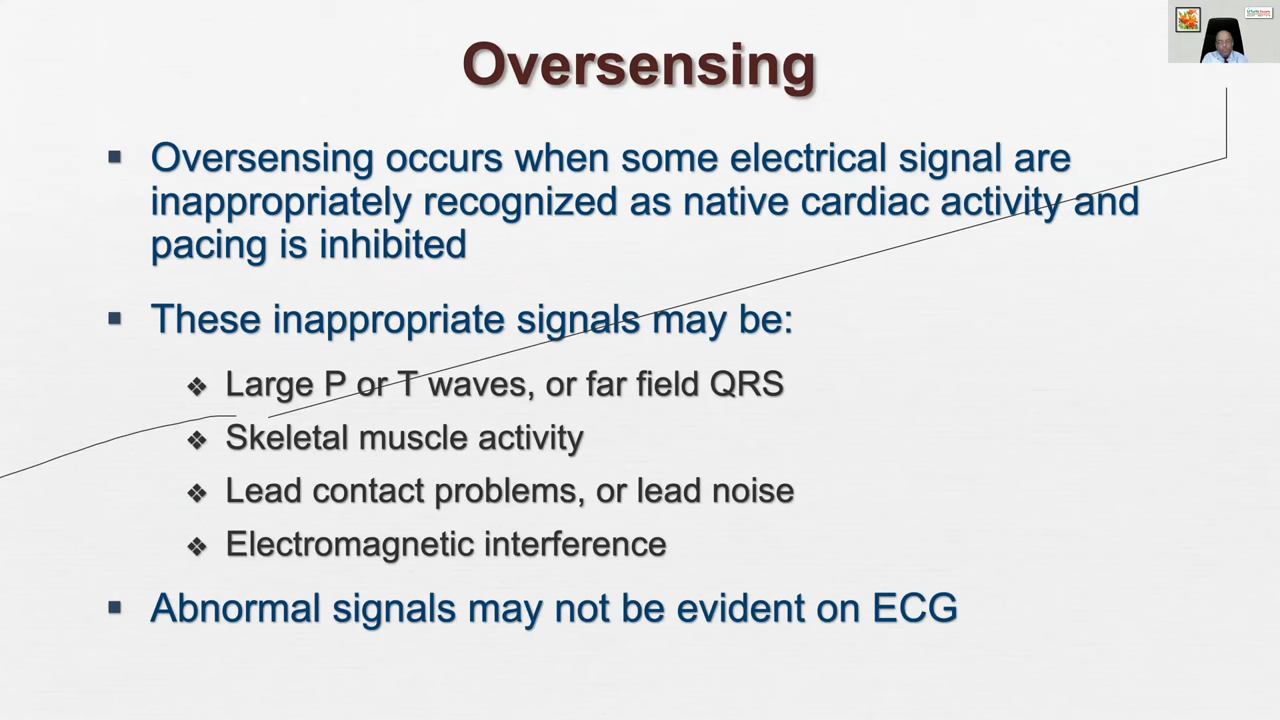 Oversensing
▪ Oversensing occurs when some electrical signal are
inappropriately recognized as native cardiac activity and
pacing is inhibited
▪ These inappropriate signals may be:
❖ Large P or T waves, or far field QRS
❖ Skeletal muscle activity
❖ Lead contact problems, or lead noise
❖ Electromagnetic interference
▪ Abnormal signals may not be evident on ECG